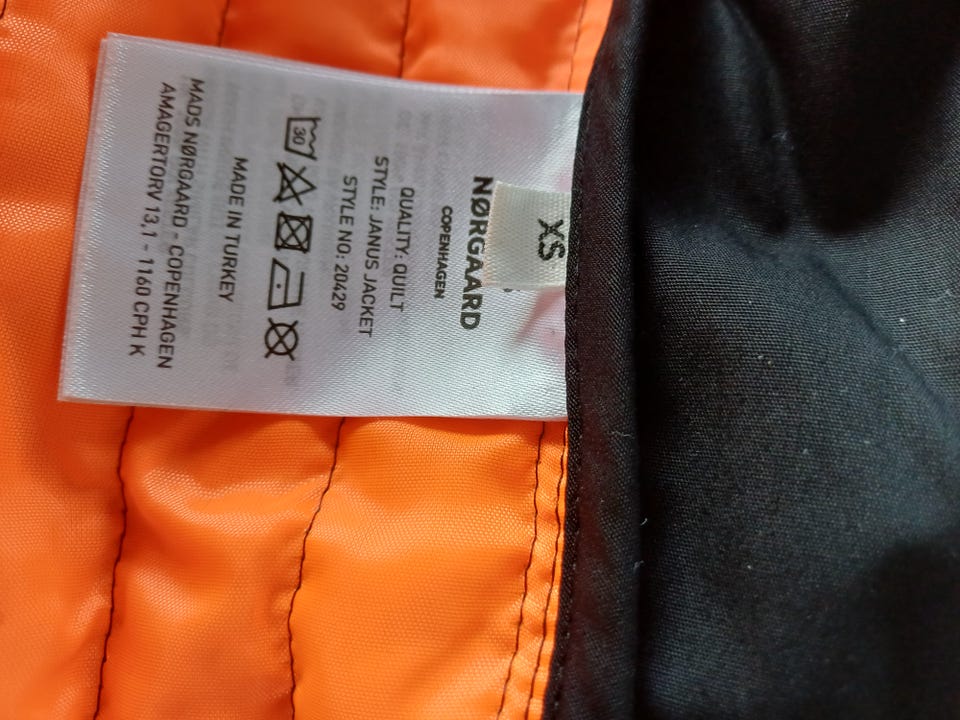 XS
NØRGAARD
COPENHAGEN
QUALITY: QUILT
STYLE: JANUS JACKET
STYLE NO: 20429
30
MADE IN TURKEY
MADS NØRGAARD - COPENHAGEN
AMAGERTORV 13,1 - 1160 CPH K